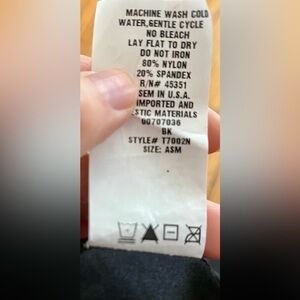 MACHINE WASH COLD
WATER,GENTLE CYCLE
NO BLEACH
LAY FLAT TO DRY
DO NOT IRON
80% NYLON
20% SPANDEX
R/N# 45351
SEM IN U.S.A.
IMPORTED AND
ESTIC MATERIALS
00707036
BK
STYLE# T7002N
SIZE: ASM